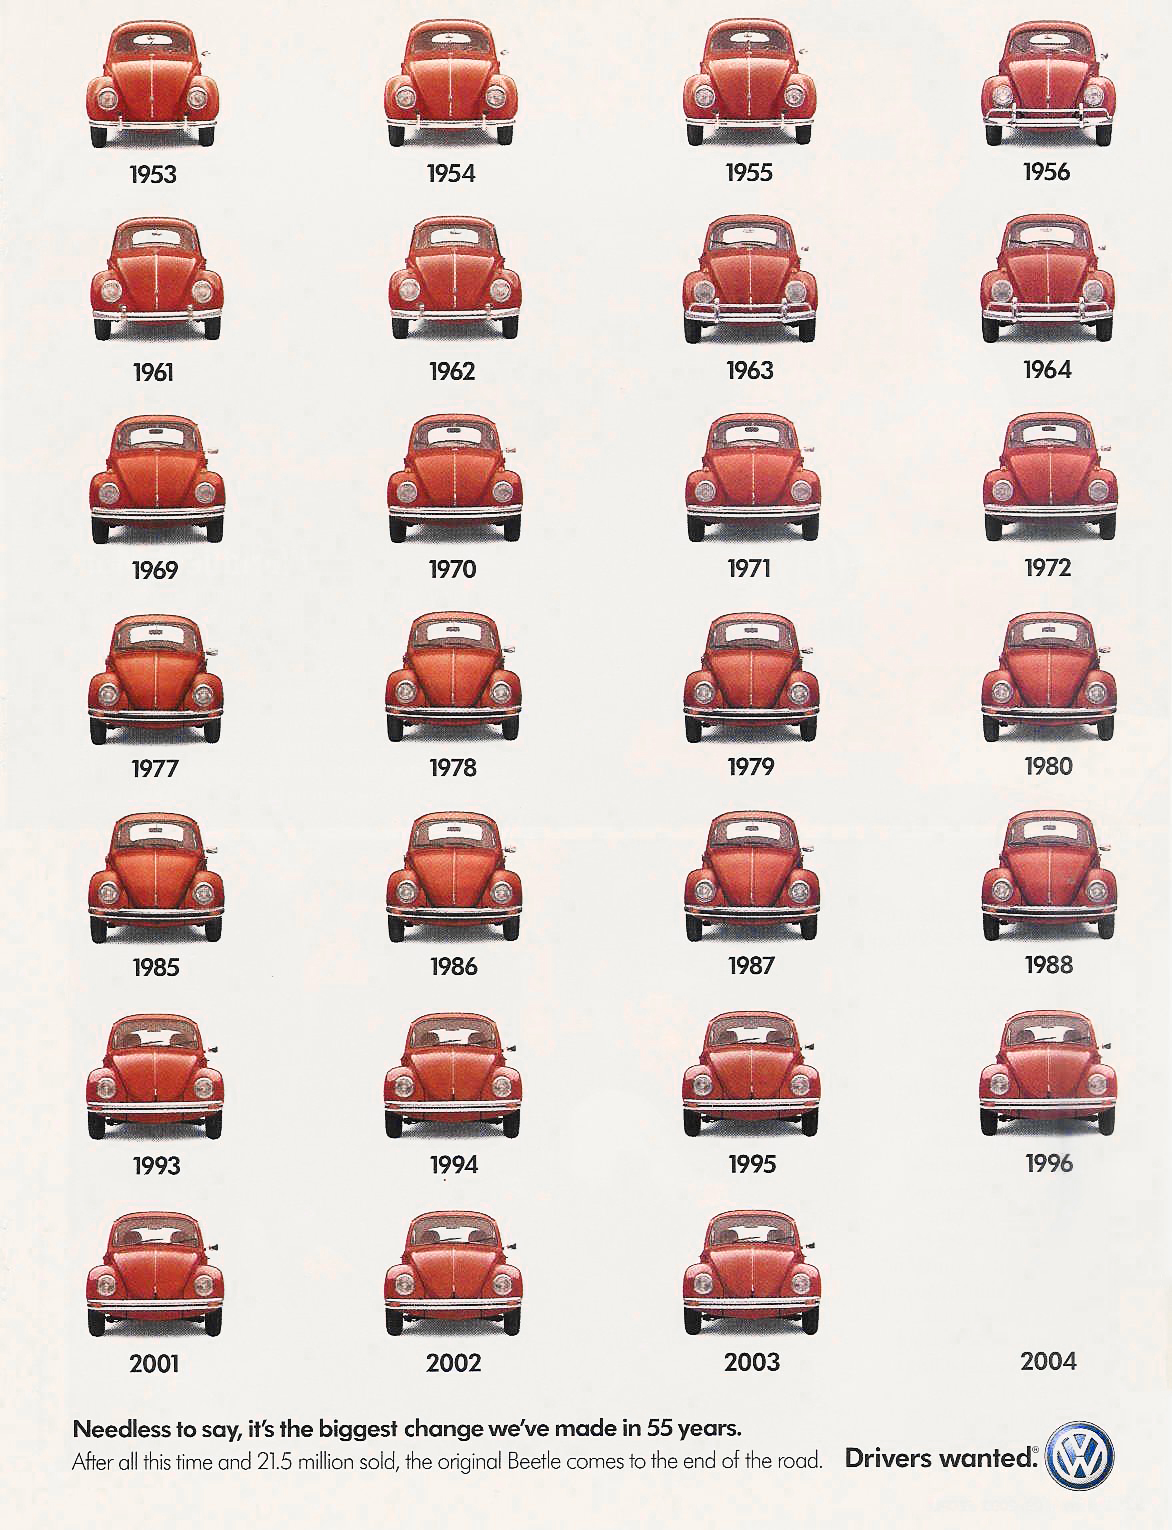 1953 1954 1955 1956
1961 1962 1963 1964
1969 1970 1971 1972
1977 1978 1979 1980
1985 1986 1987 1988
1993 1994 1995 1996
2001 2002 2003 2004
Needless to say, it's the biggest change we've made in 55 years.
After all this time and 21.5 million sold, the original Beetle comes to the end of the road. Drivers wanted.®